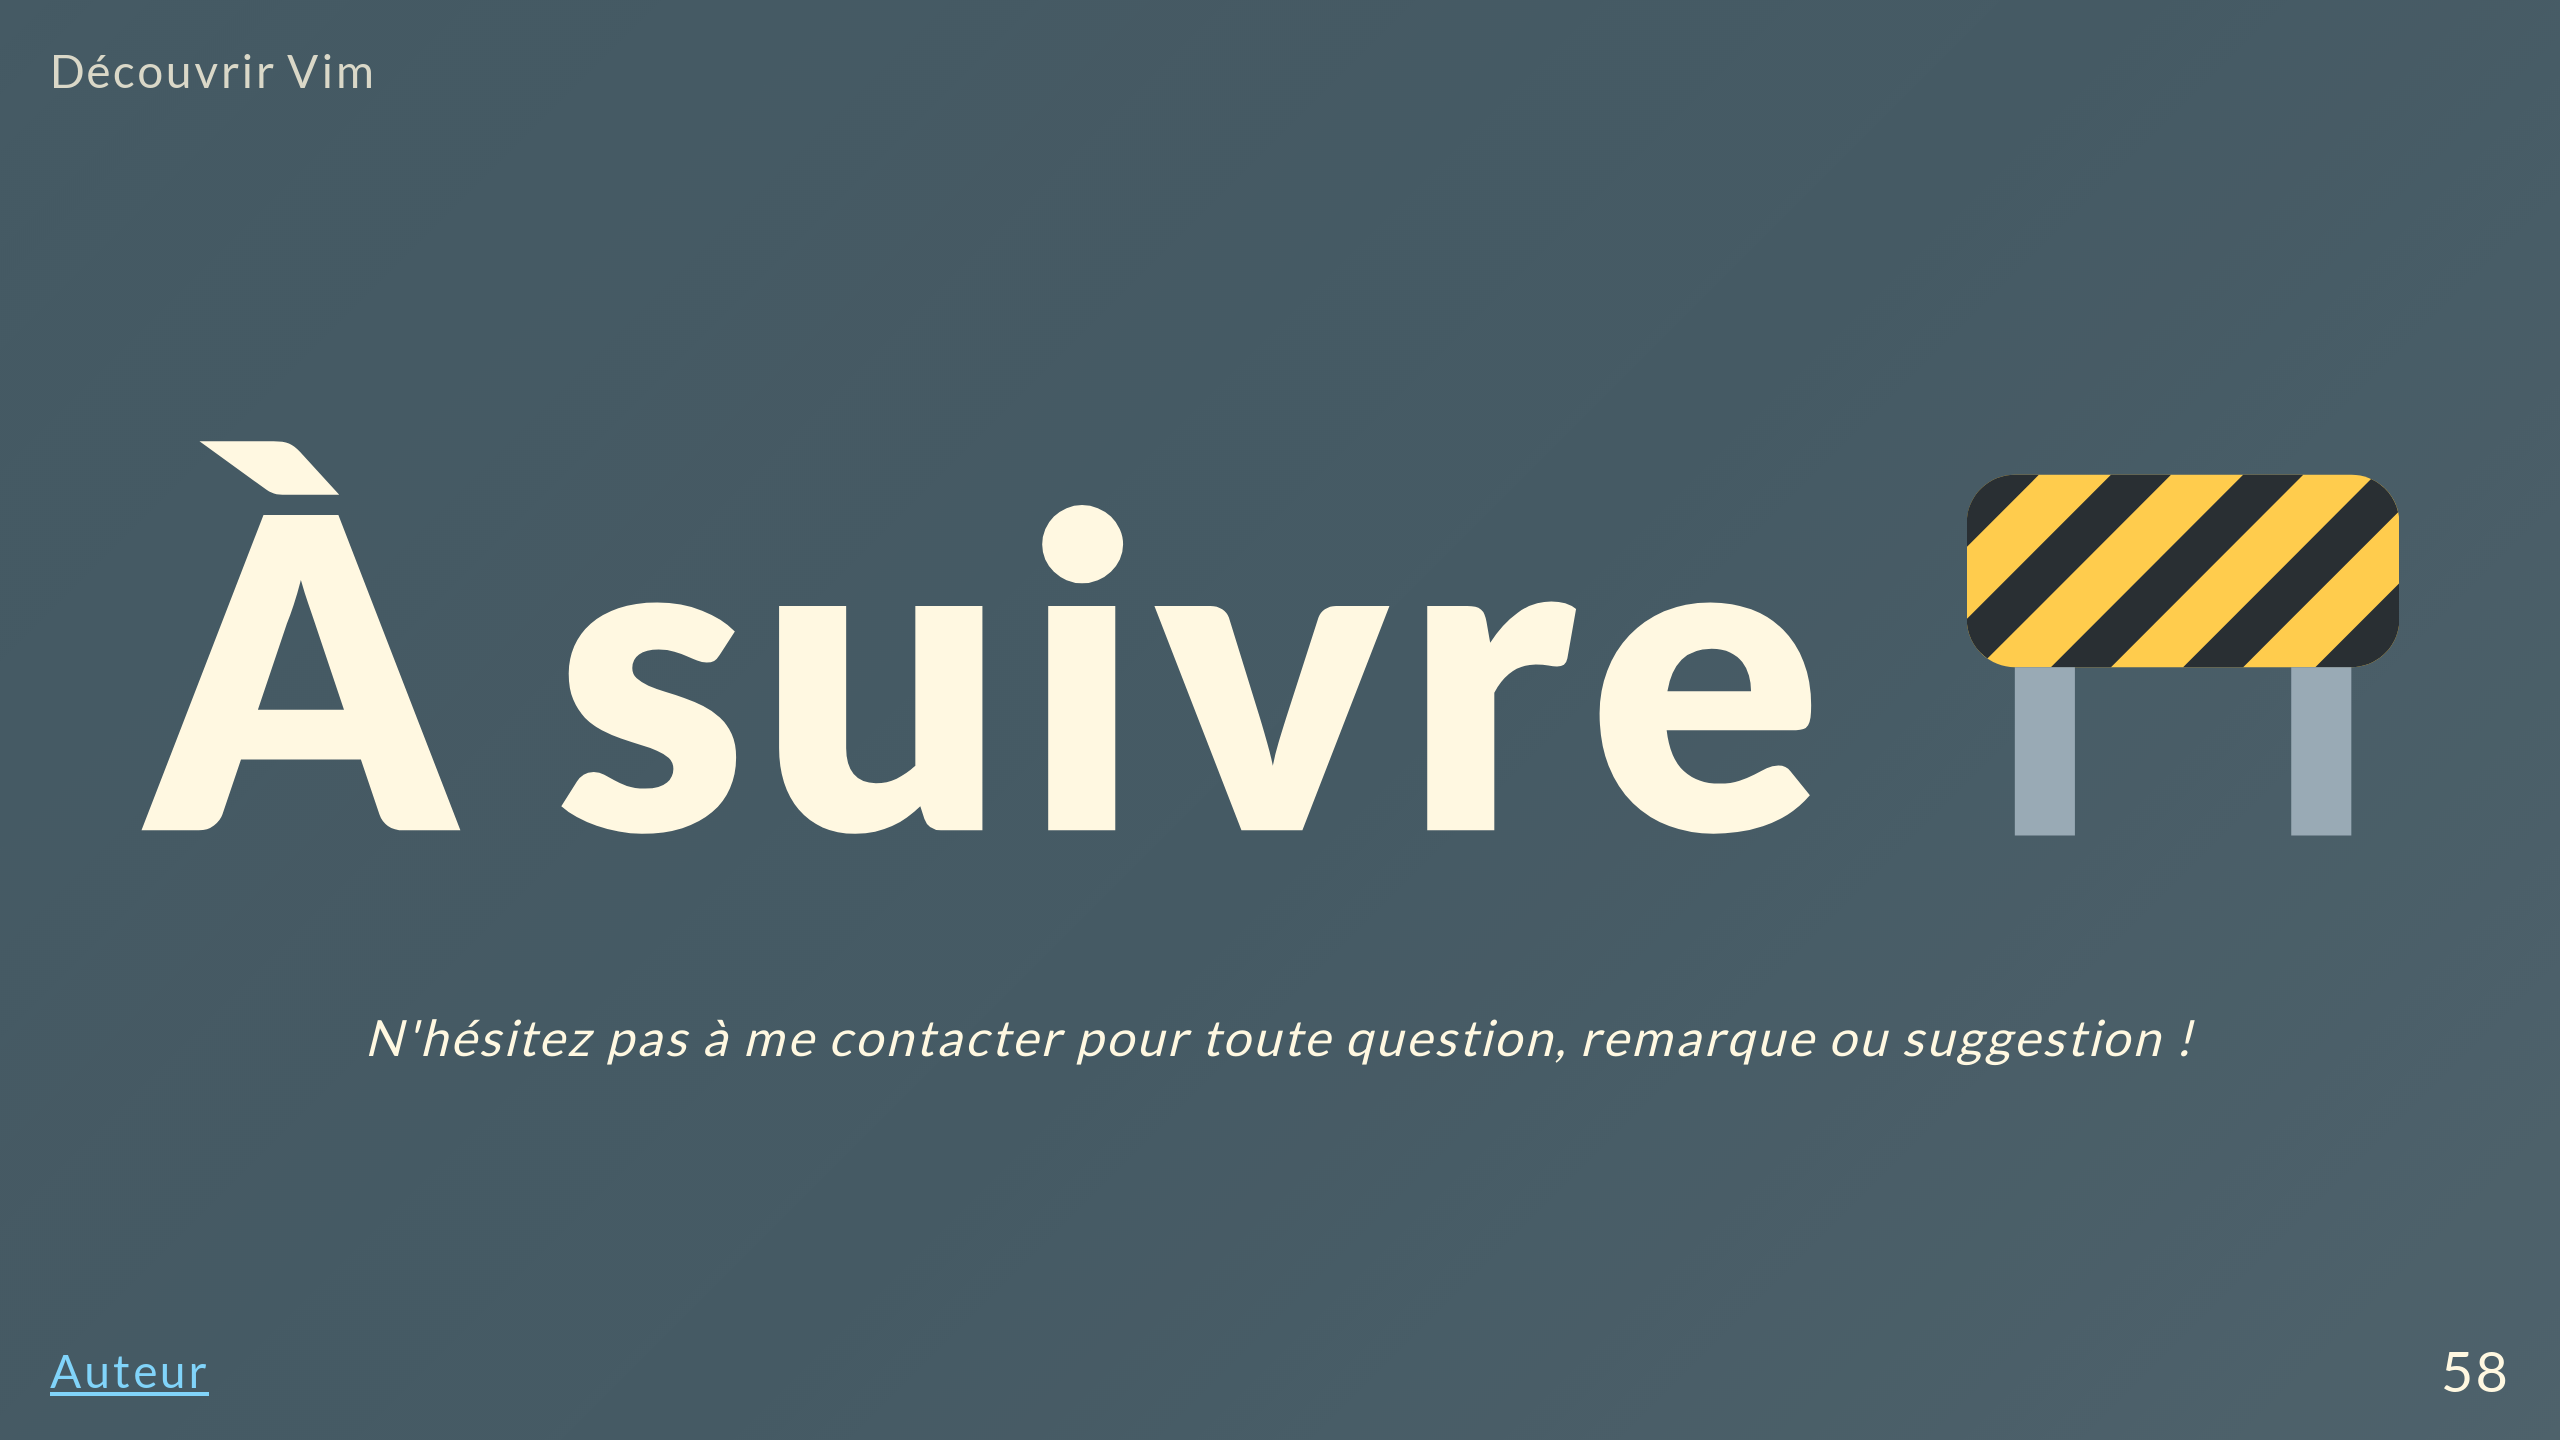 Découvrir Vim
À suivre
N'hésitez pas à me contacter pour toute question, remarque ou suggestion !
Auteur
58